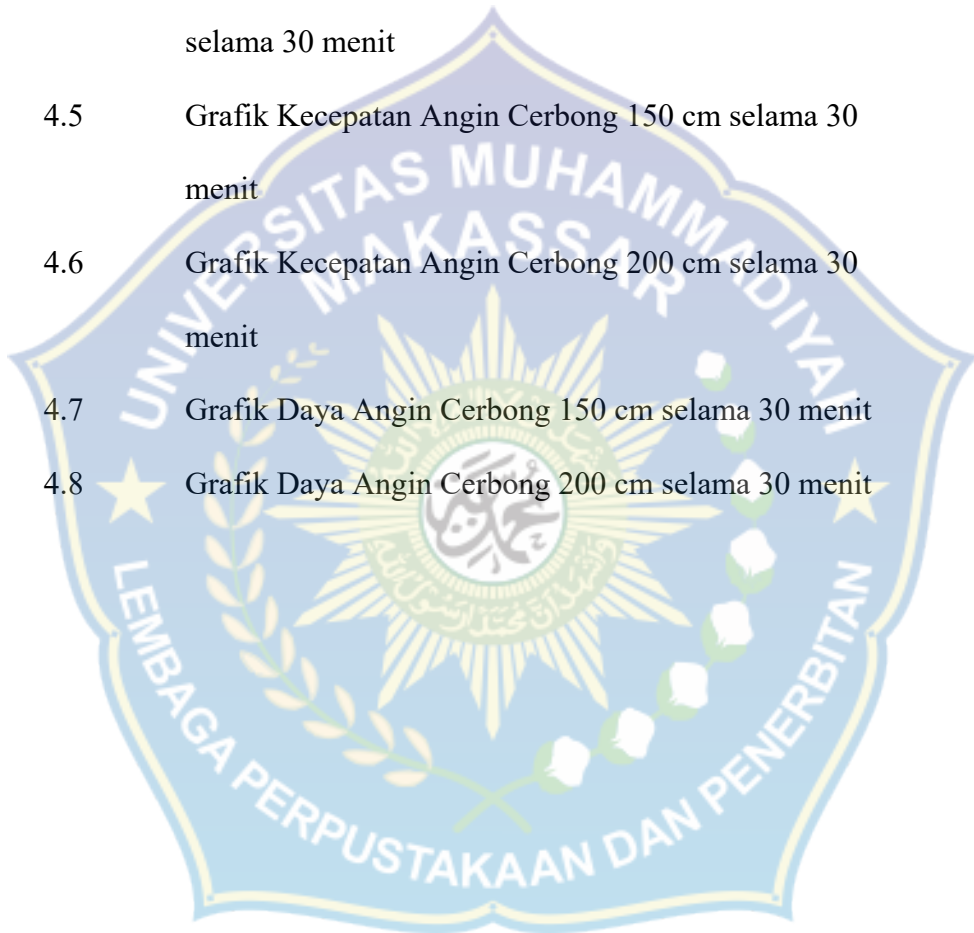 selama 30 menit
4.5 Grafik Kecepatan Angin Cerbong 150 cm selama 30
menit
4.6 Grafik Kecepatan Angin Cerbong 200 cm selama 30
menit
4.7 Grafik Daya Angin Cerbong 150 cm selama 30 menit
4.8 Grafik Daya Angin Cerbong 200 cm selama 30 menit
UNIVERSITAS MUHAMMADIYAH
MAKASSAR
LEMBAGA PERPUSTAKAAN DAN PENERBITAN